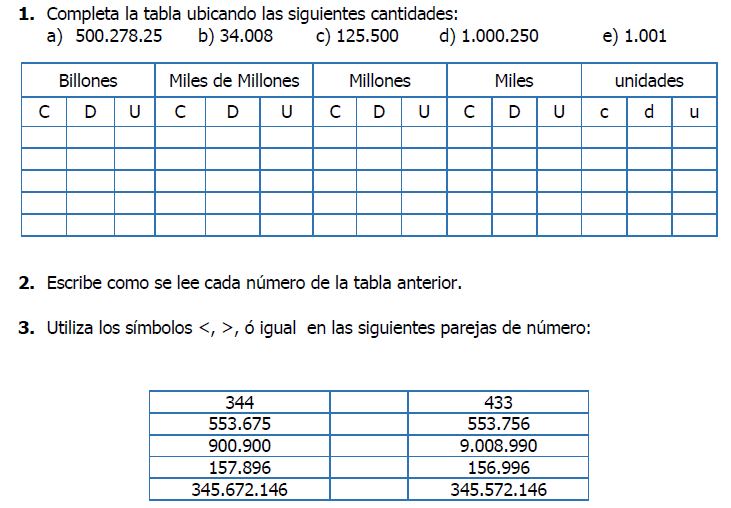 1. Completa la tabla ubicando las siguientes cantidades:
a) 500.278.25 b) 34.008 c) 125.500 d) 1.000.250 e) 1.001
Billones Miles de Millones Millones Miles unidades
C D U C D U C D U C D U c d u
2. Escribe como se lee cada número de la tabla anterior.
3. Utiliza los símbolos <, >, ó igual en las siguientes parejas de número:
344 433
553.675 553.756
900.900 9.008.990
157.896 156.996
345.672.146 345.572.146